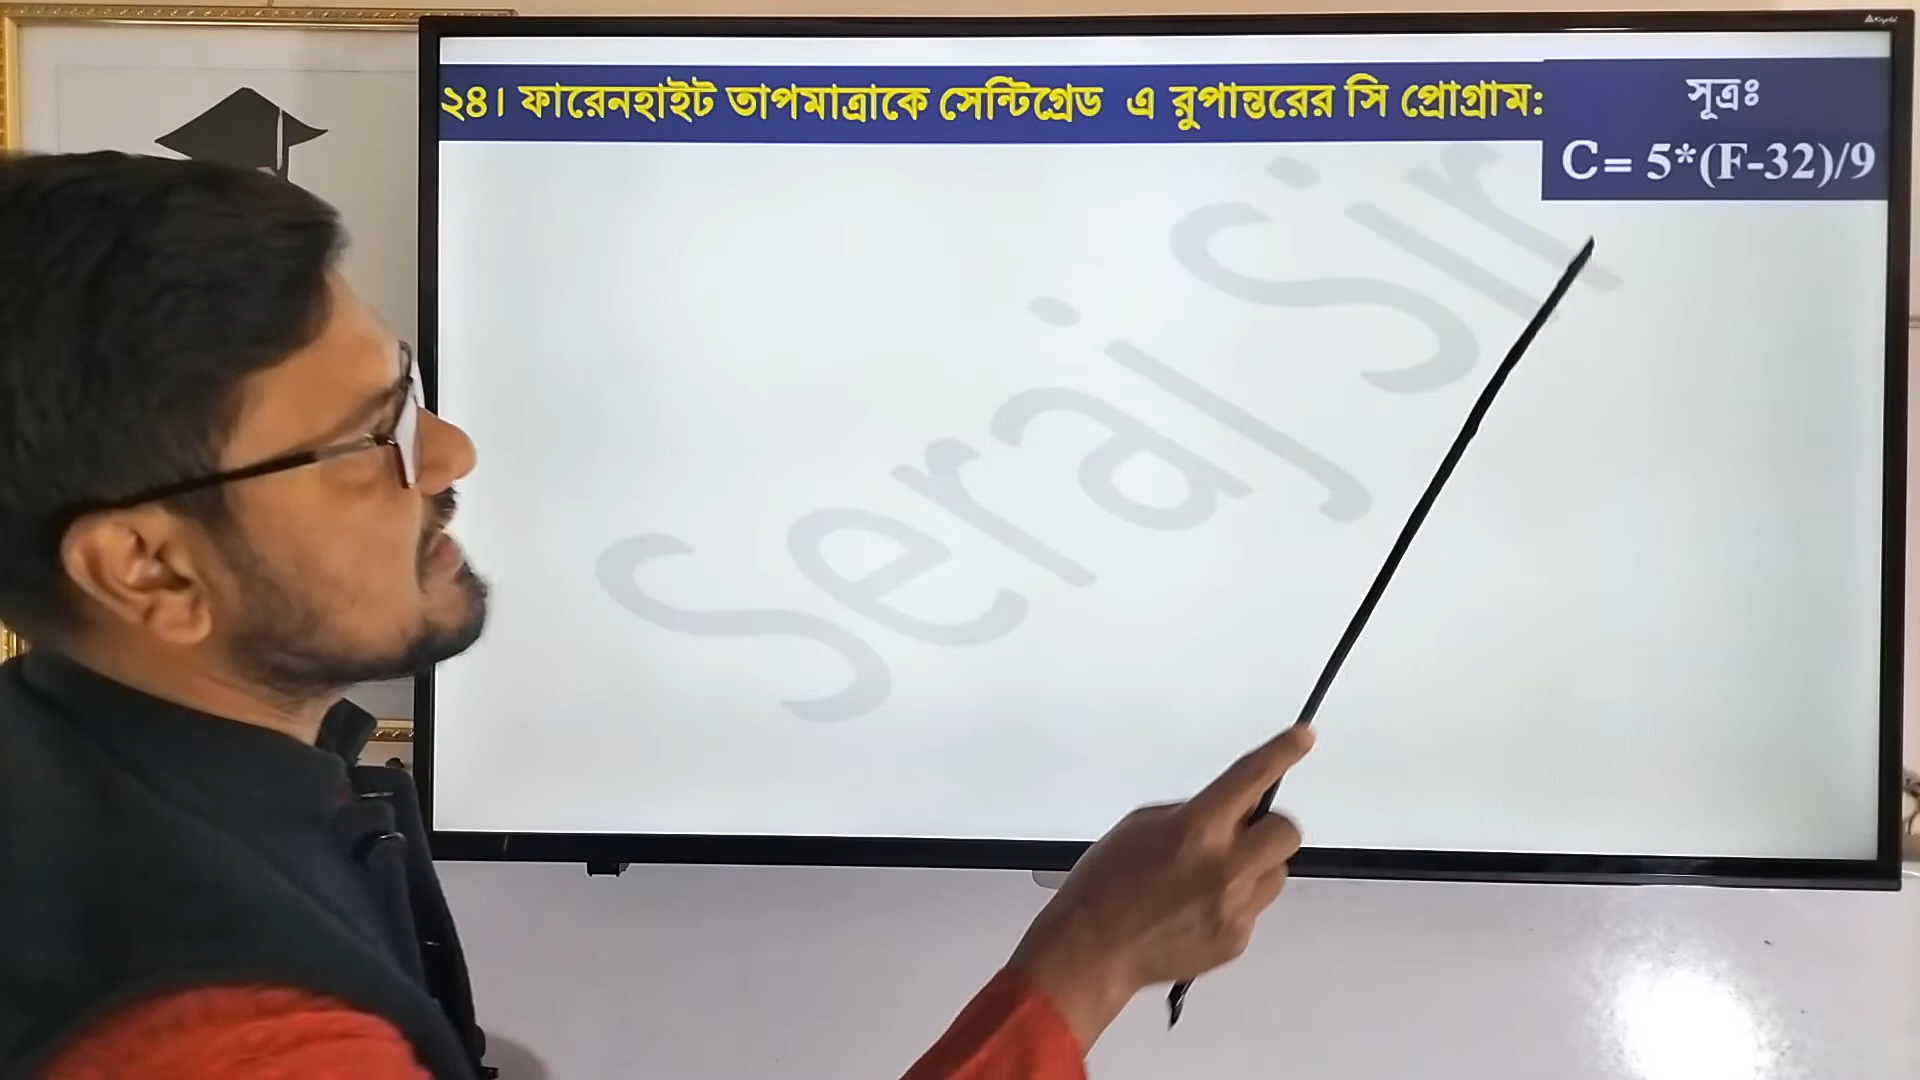 ২৪। ফারেনহাইট তাপমাত্রাকে সেন্টিগ্রেড এ রুপান্তরের সি প্রোগ্রাম:
সূত্রঃ
C= 5*(F-32)/9
Seraj Sir